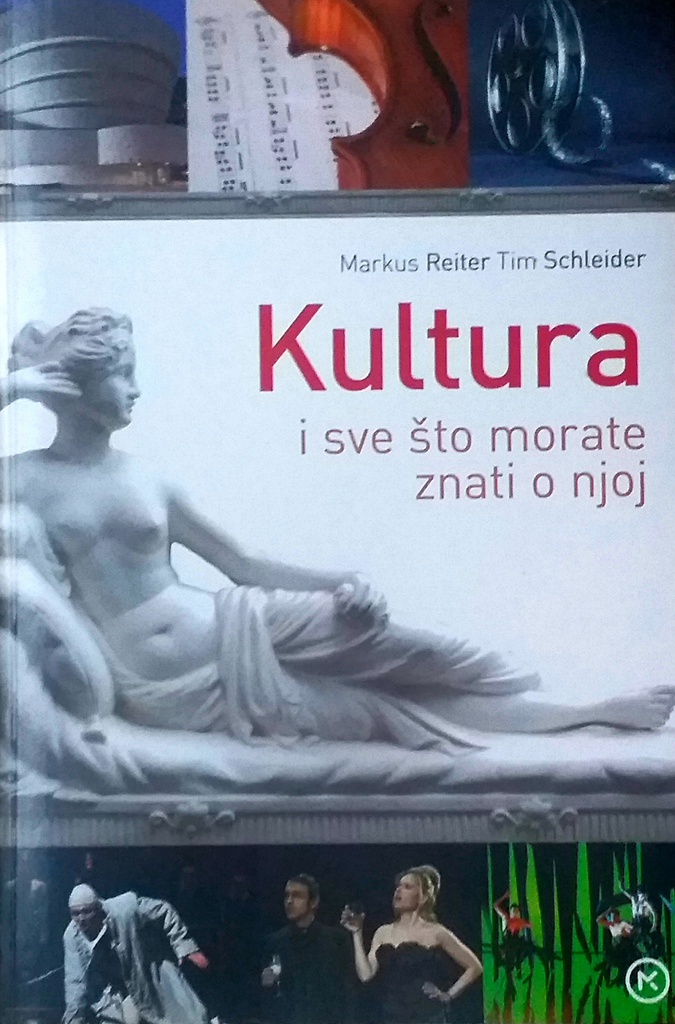 Markus Reiter Tim Schleider
Kultura
i sve što morate
znati o njoj